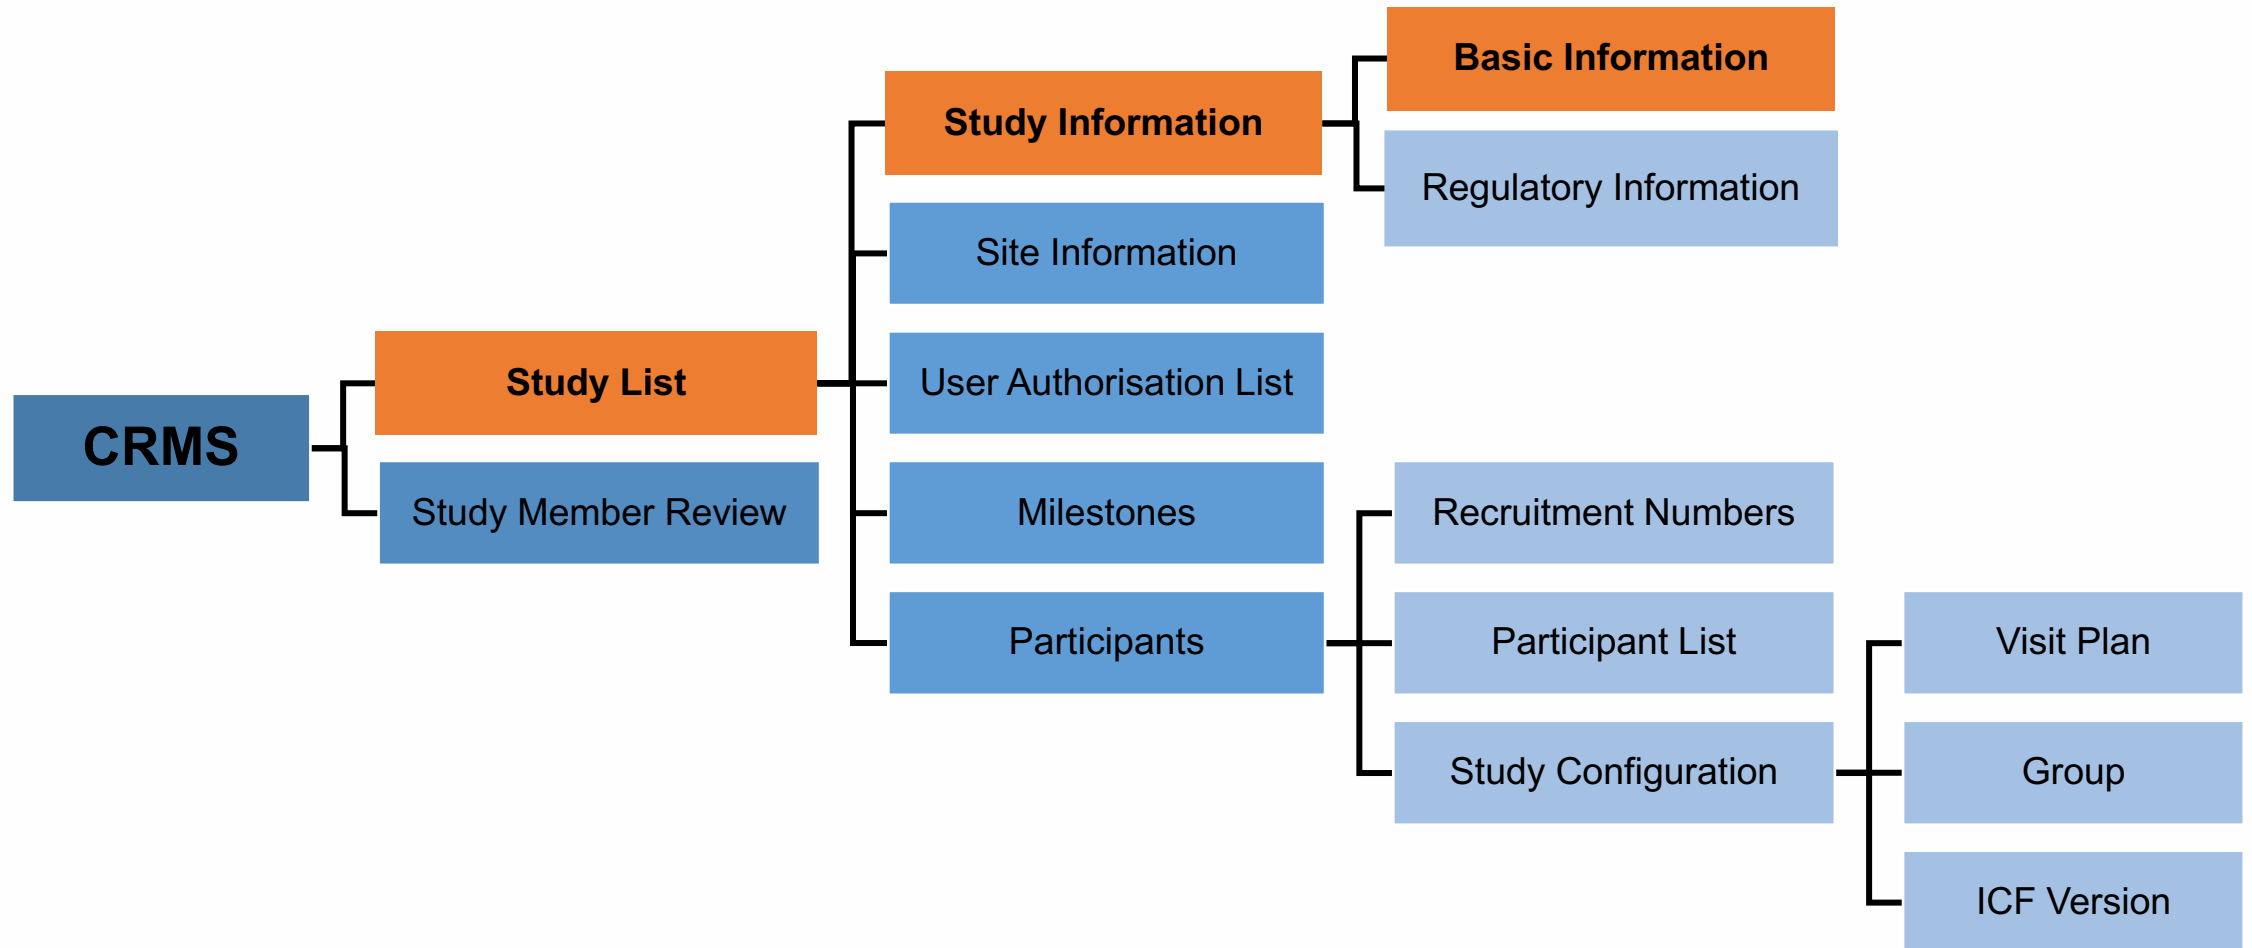 CRMS
Study List
Study Member Review
Study Information
Site Information
User Authorisation List
Milestones
Participants
Basic Information
Regulatory Information
Recruitment Numbers
Participant List
Study Configuration
Visit Plan
Group
ICF Version